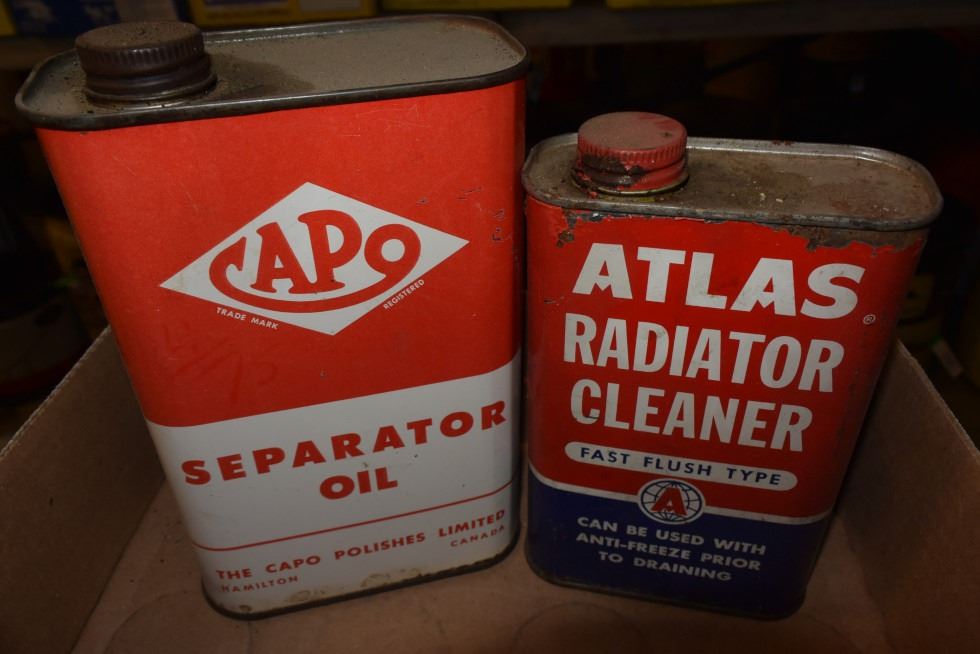 CAPO
TRADE MARK
REGISTERED
SEPARATOR
OIL
THE CAPO POLISHES LIMITED
HAMILTON
CANADA
ATLAS®
RADIATOR
CLEANER
FAST FLUSH TYPE
A
CAN BE USED WITH
ANTI-FREEZE PRIOR
TO DRAINING